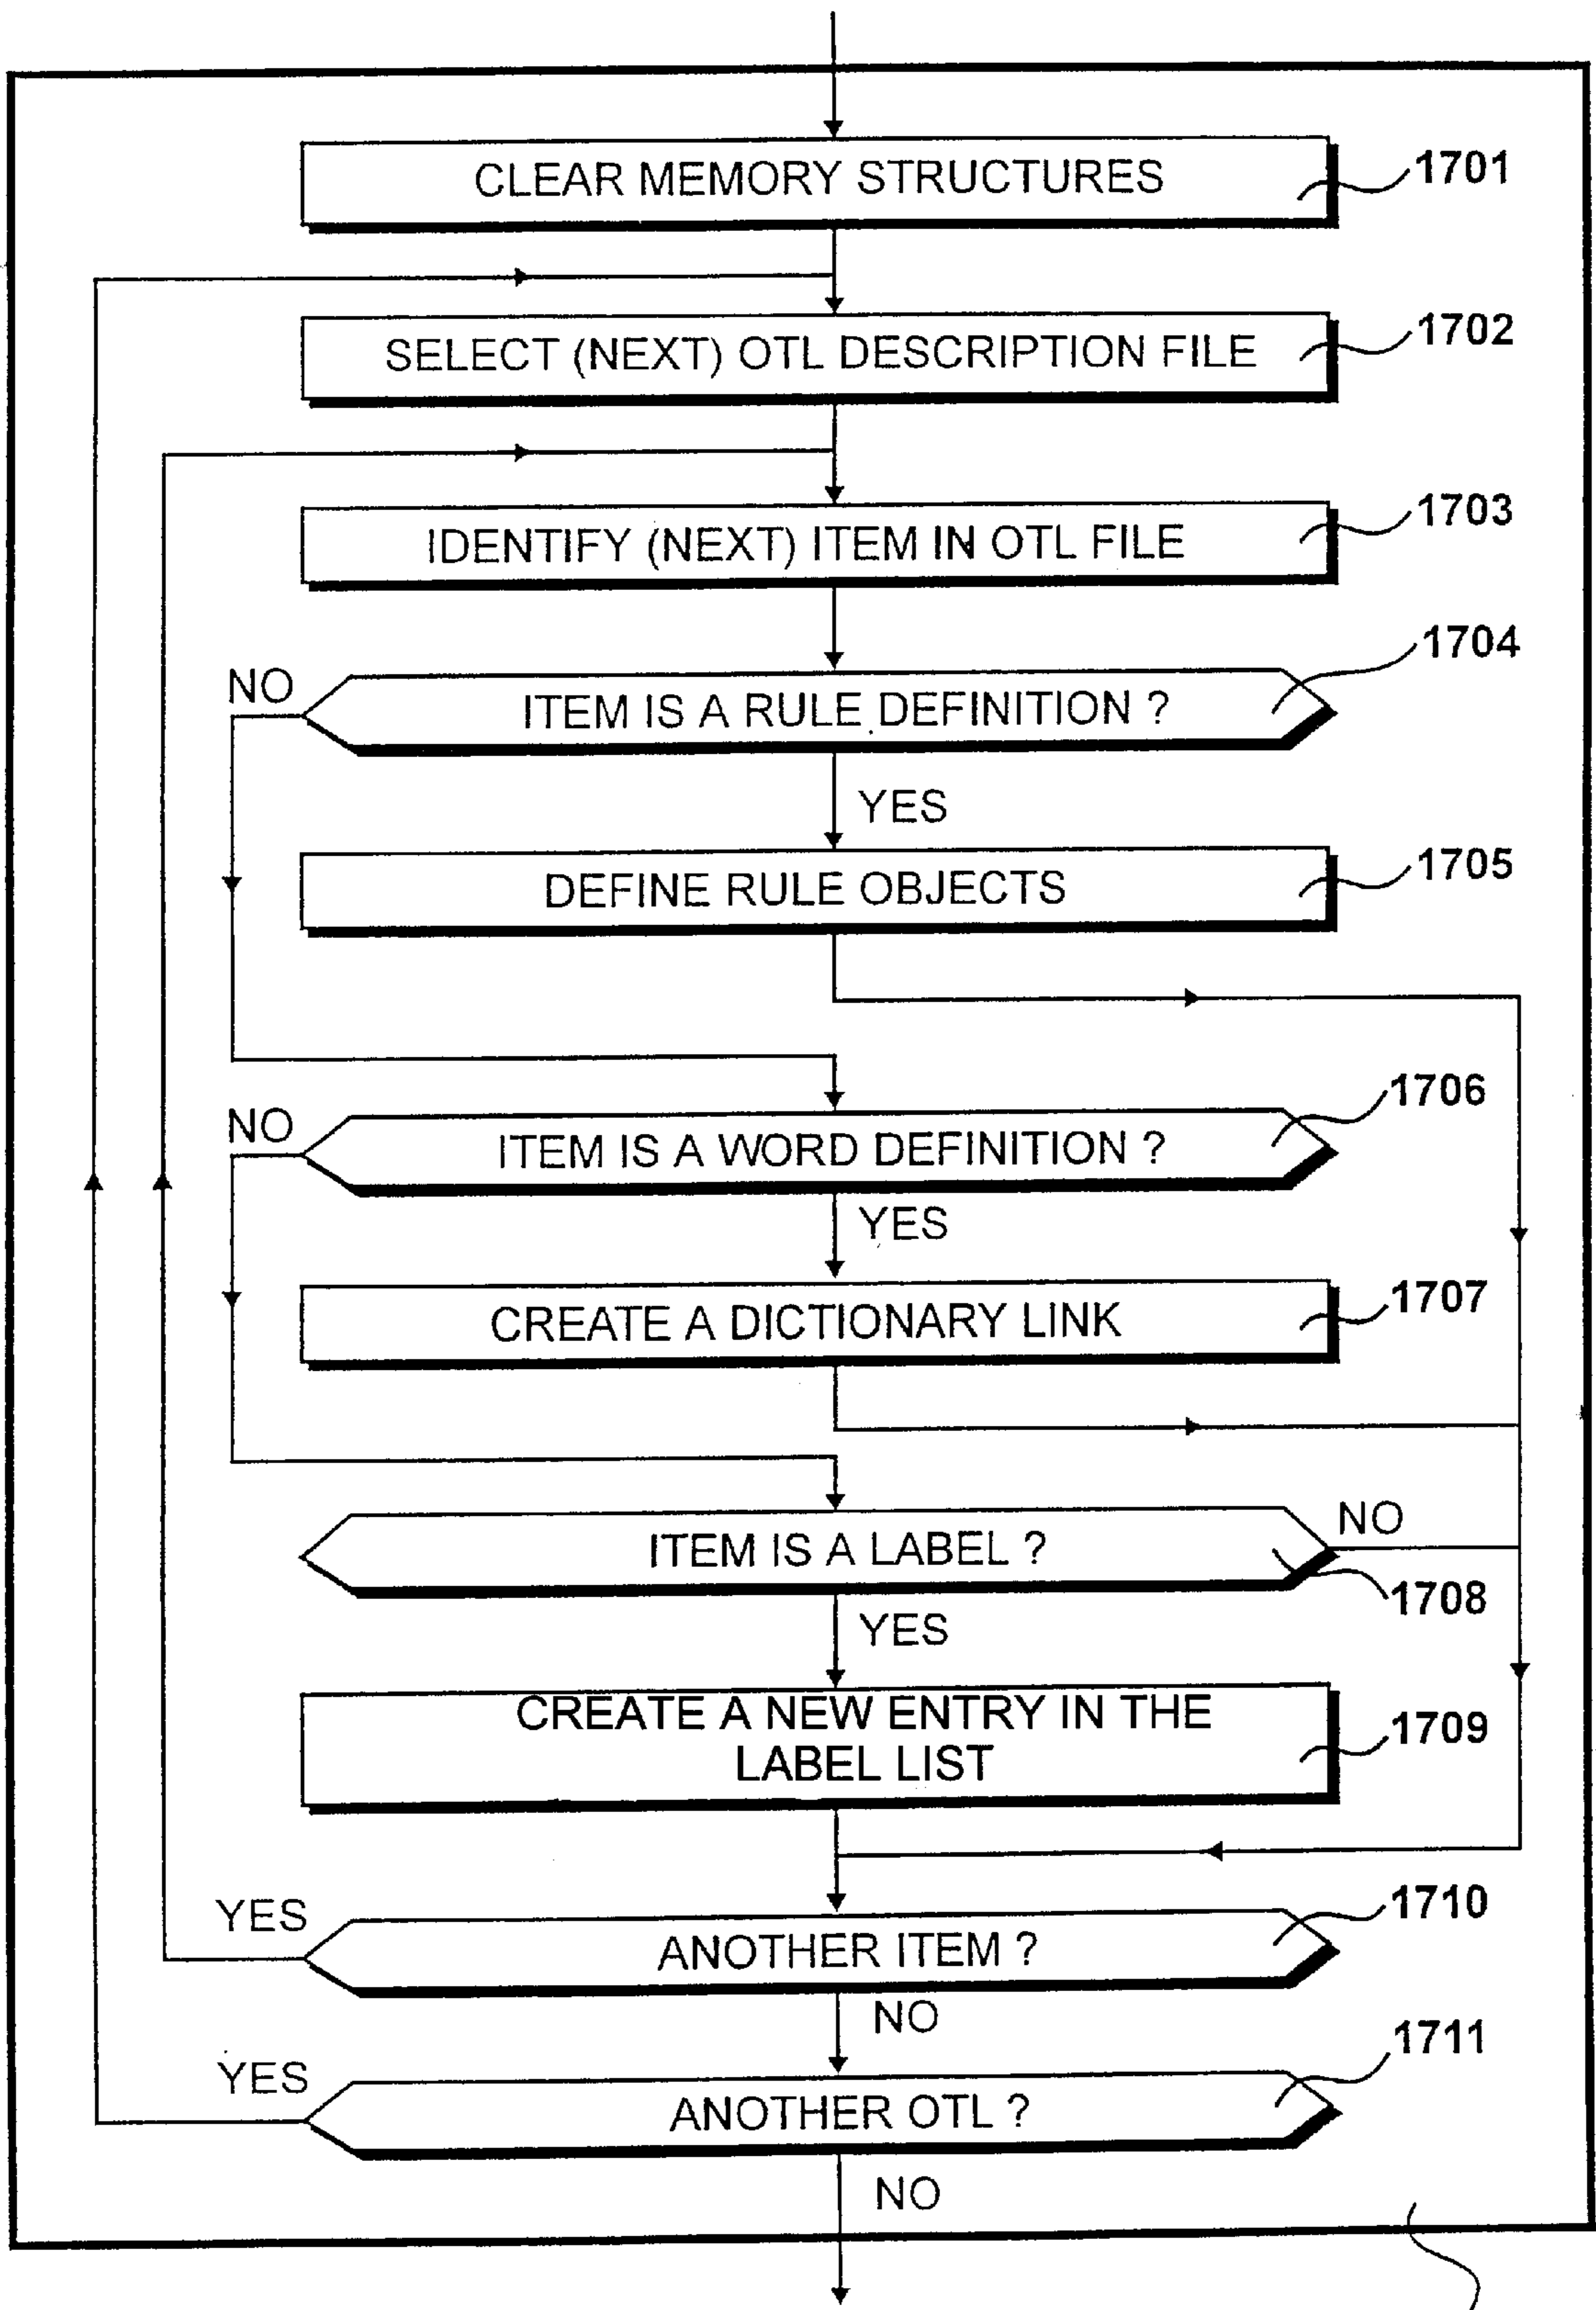 CLEAR MEMORY STRUCTURES
1701
SELECT (NEXT) OTL DESCRIPTION FILE
1702
IDENTIFY (NEXT) ITEM IN OTL FILE
1703
1704
NO
ITEM IS A RULE DEFINITION ?
YES
DEFINE RULE OBJECTS
1705
1706
NO
ITEM IS A WORD DEFINITION ?
YES
CREATE A DICTIONARY LINK
1707
NO
ITEM IS A LABEL ?
1708
YES
CREATE A NEW ENTRY IN THE
LABEL LIST
1709
YES
1710
ANOTHER ITEM ?
NO
1711
YES
ANOTHER OTL ?
NO